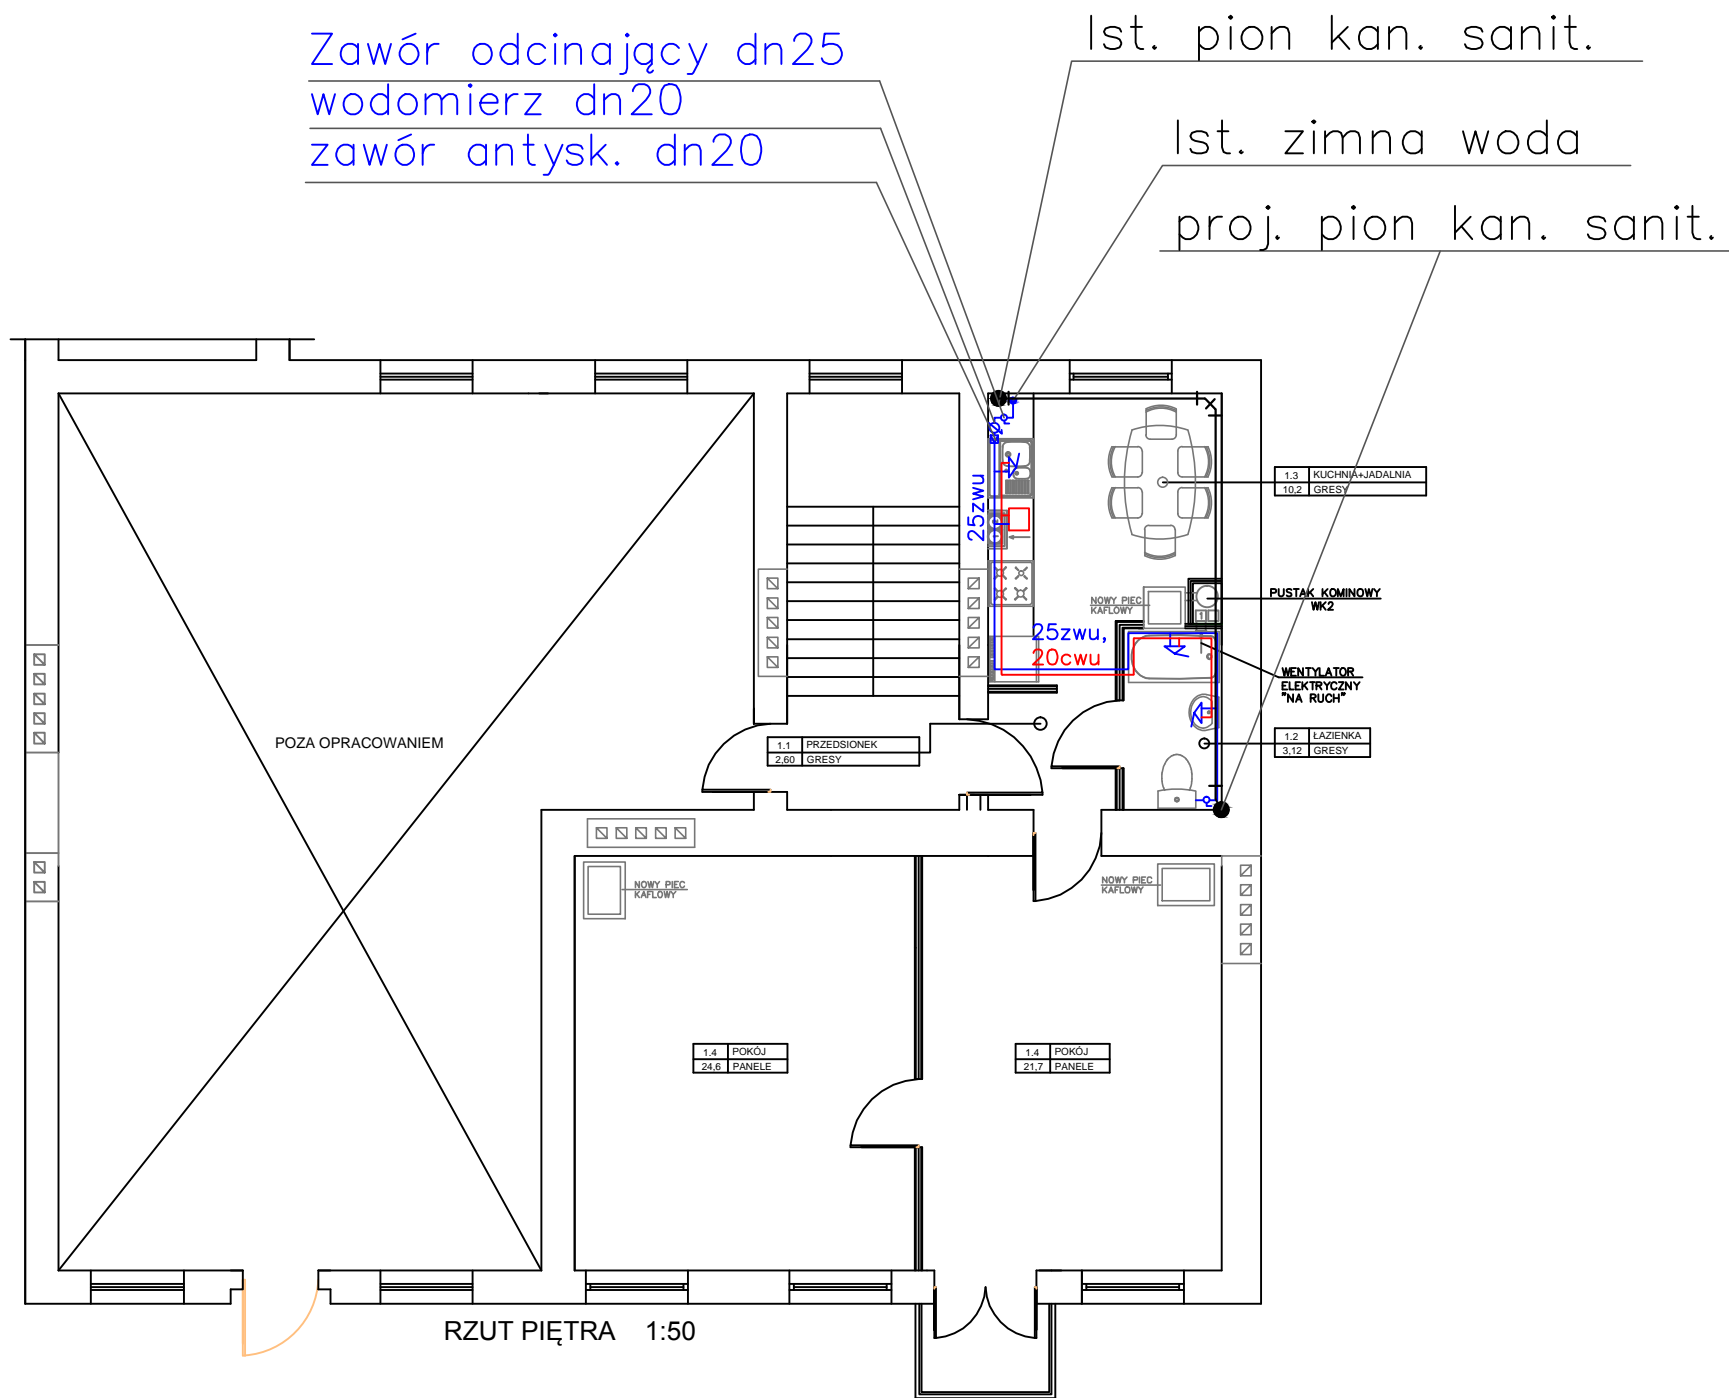 Zawór odcinający dn25
wodomierz dn20
zawór antysk. dn20
Ist. pion kan. sanit.
Ist. zimna woda
proj. pion kan. sanit.
25zwu
1.3 KUCHNIA+JADALNIA
10,2 GRESY
NOWY PIEC
KAFLOWY
PUSTAK KOMINOWY
WK2
25zwu,
20cwu
WENTYLATOR
ELEKTRYCZNY
"NA RUCH"
POZA OPRACOWANIEM
1.1 PRZEDSIONEK
2,60 GRESY
1.2 ŁAZIENKA
3,12 GRESY
NOWY PIEC
KAFLOWY
NOWY PIEC
KAFLOWY
1.4 POKÓJ
24,6 PANELE
1.4 POKÓJ
21,7 PANELE
RZUT PIĘTRA 1:50